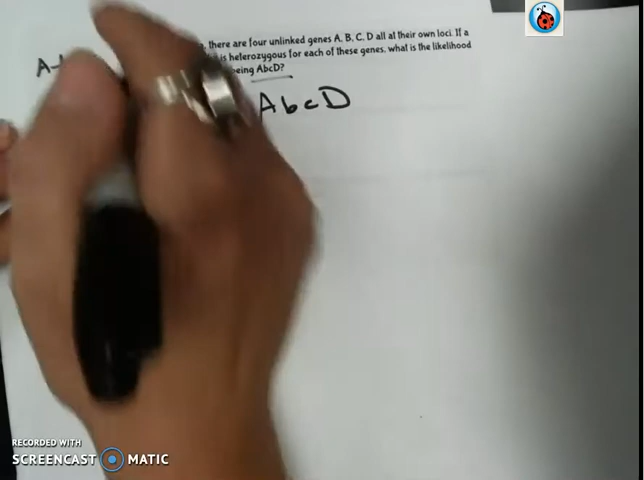 , there are four unlinked genes A, B, C, D all at their own loci. If a
is heterozygous for each of these genes, what is the likelihood
being AbcD?
A
AbcD
RECORDED WITH
SCREENCAST MATIC